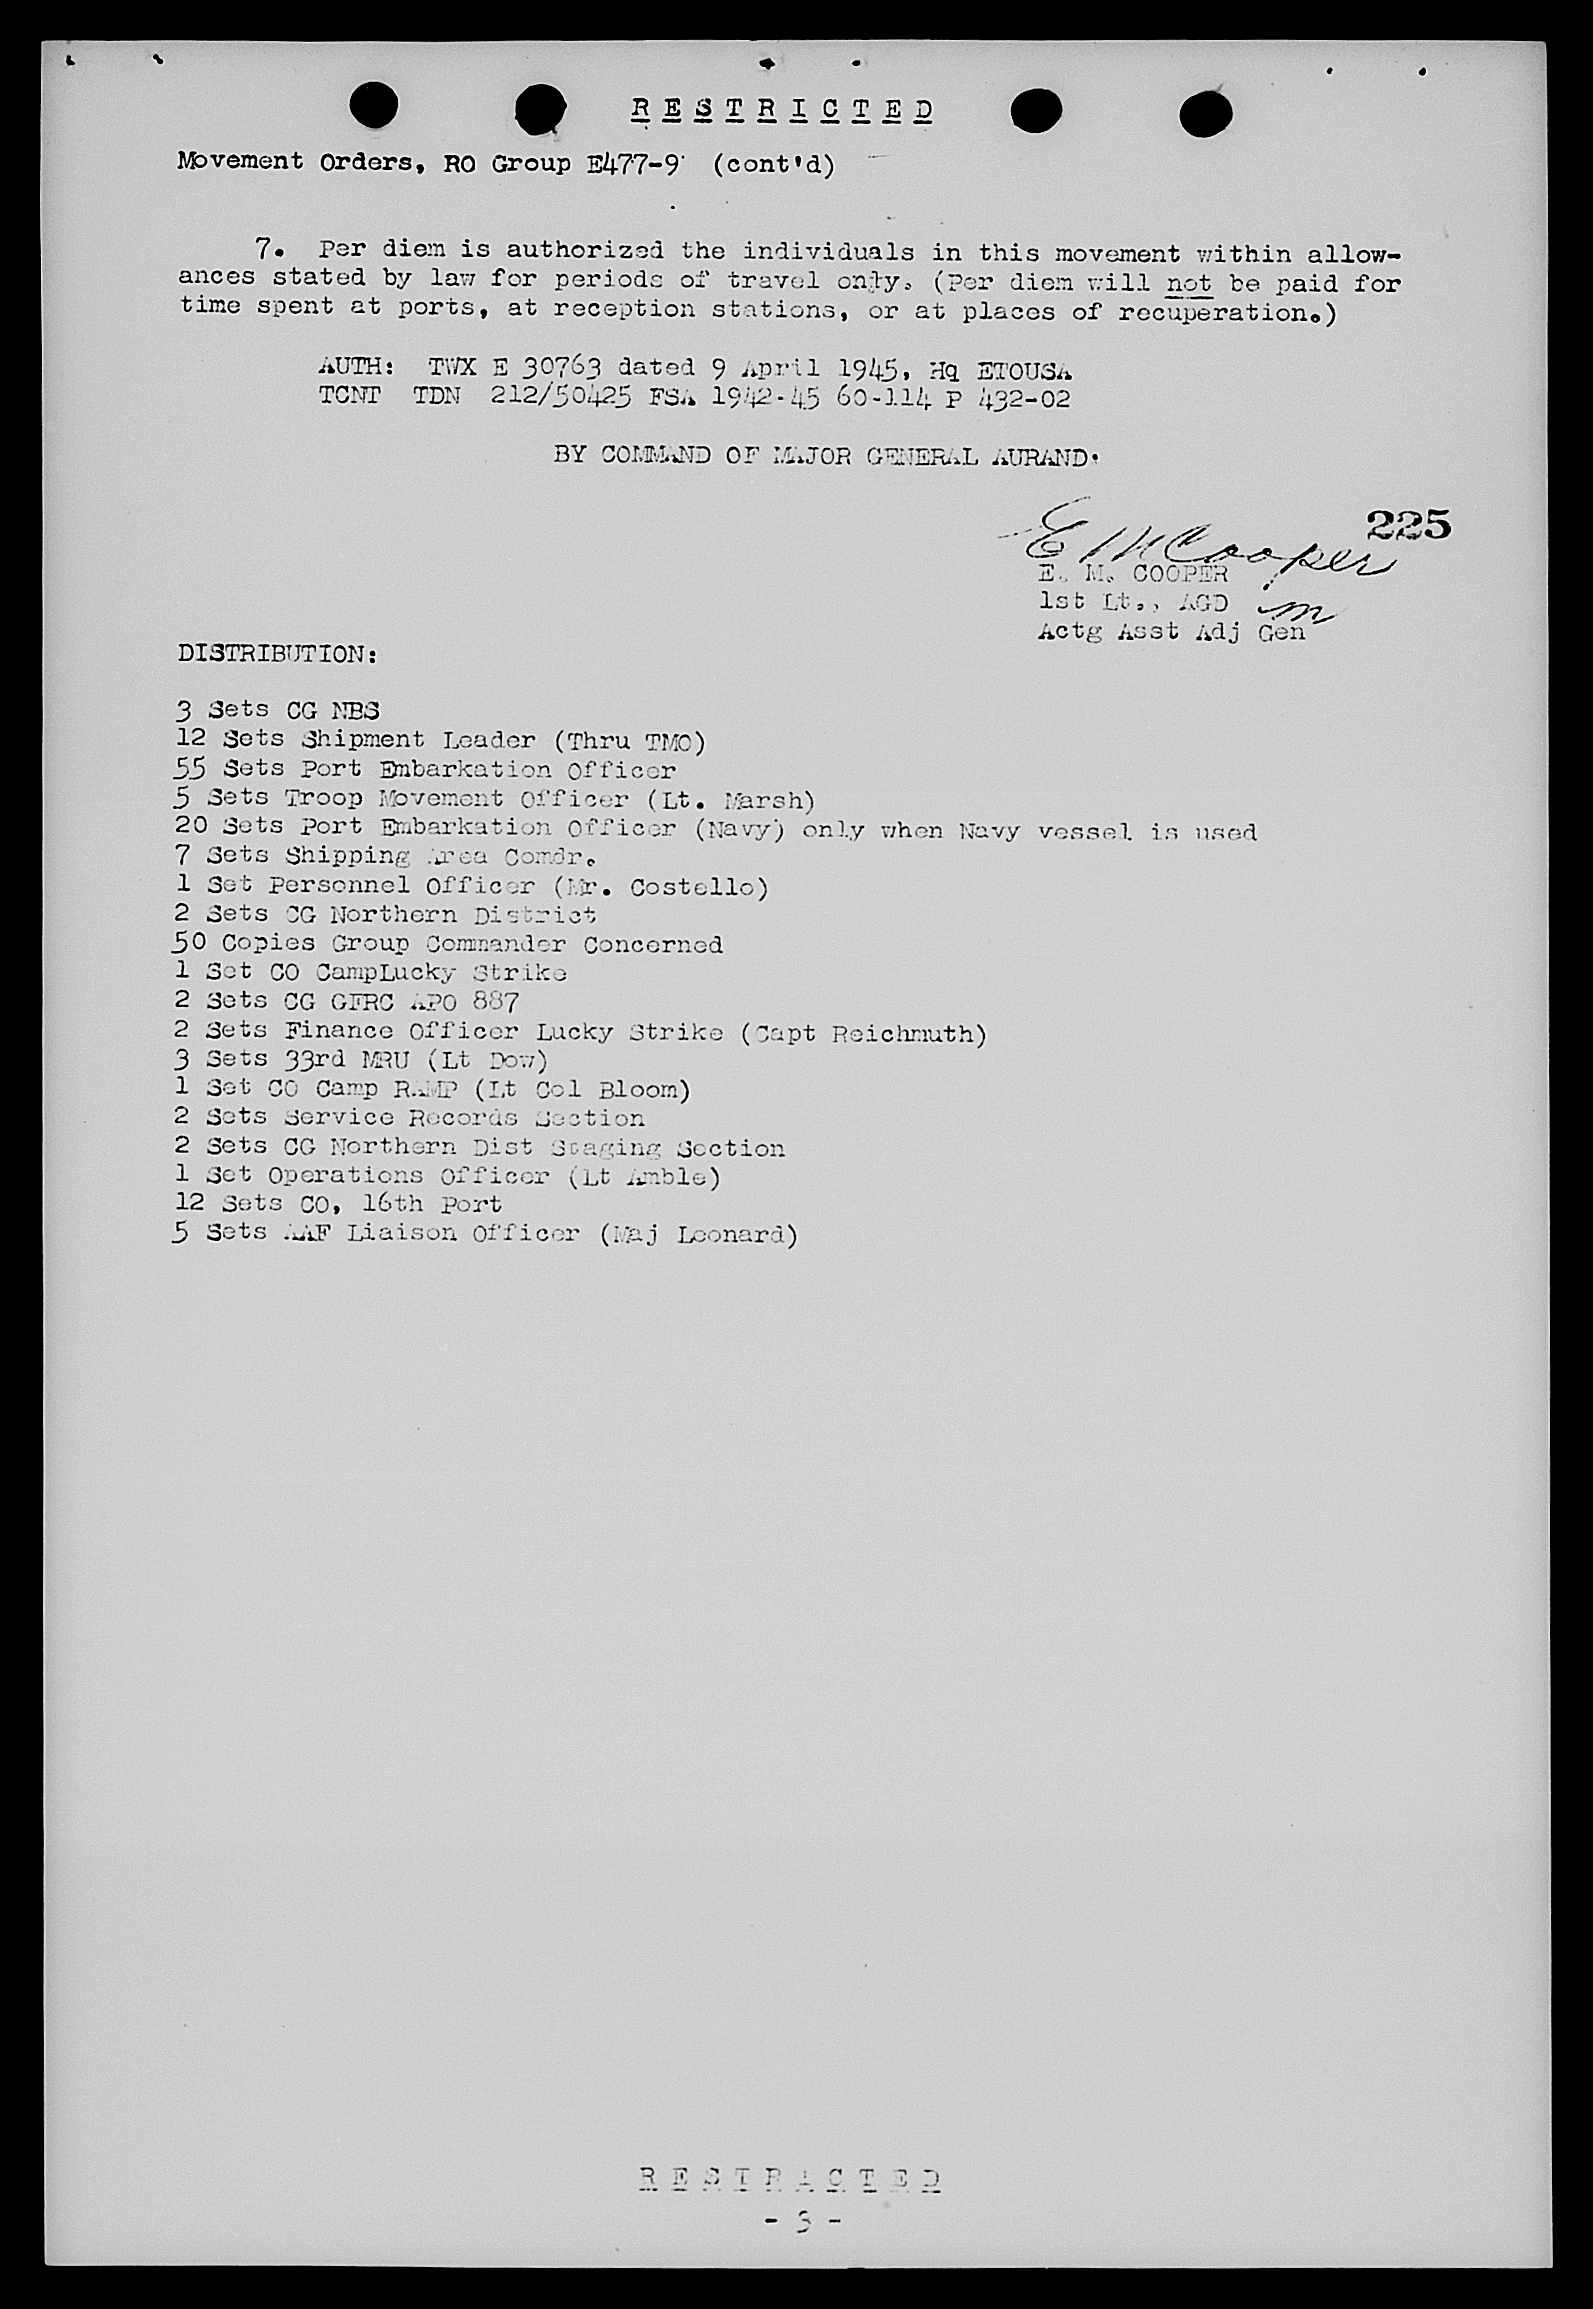 R E S T R I C T E D
Movement Orders, RO Group E477-9 (cont'd)
7. Per diem is authorized the individuals in this movement within allow-
ances stated by law for periods of travel only. (Per diem will not be paid for
time spent at ports, at reception stations, or at places of recuperation.)
AUTH: TWX E 30763 dated 9 April 1945, Hq ETOUSA
TCNT TDN 212/50425 FSA 1942-45 60-114 P 432-02
BY COMMAND OF MAJOR GENERAL AURAND:
225
E M Cooper
E. M. COOPER
1st Lt., AGD
Actg Asst Adj Gen
DISTRIBUTION:
3 Sets CG NBS
12 Sets Shipment Leader (Thru TMO)
55 Sets Port Embarkation Officer
5 Sets Troop Movement Officer (Lt. Marsh)
20 Sets Port Embarkation Officer (Navy) only when Navy vessel is used
7 Sets Shipping Area Comdr.
1 Set Personnel Officer (Mr. Costello)
2 Sets CG Northern District
50 Copies Group Commander Concerned
1 Set CO CampLucky Strike
2 Sets CG GFRC APO 887
2 Sets Finance Officer Lucky Strike (Capt Reichmuth)
3 Sets 33rd MRU (Lt Dow)
1 Set CO Camp RAMP (Lt Col Bloom)
2 Sets Service Records Section
2 Sets CG Northern Dist Staging Section
1 Set Operations Officer (Lt Amble)
12 Sets CO, 16th Port
5 Sets AAF Liaison Officer (Maj Leonard)
R E S T R I C T E D
- 3 -